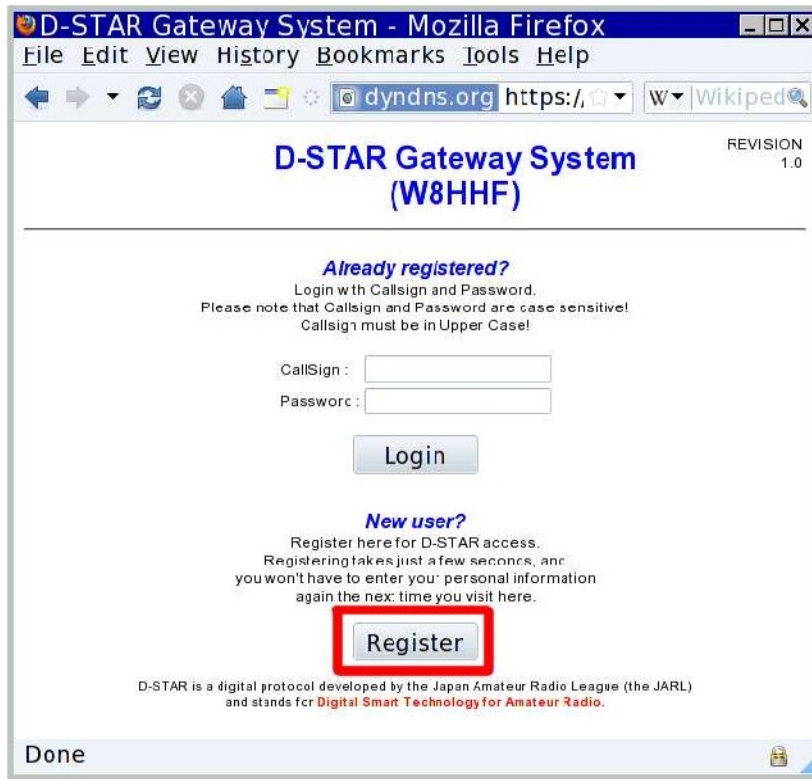 D-STAR Gateway System - Mozilla Firefox
File Edit View History Bookmarks Tools Help
dyndns.org https:/ W Wikiped
D-STAR Gateway System
(W8HHF)
REVISION
1.0
Already registered?
Login with Callsign and Password.
Please note that Callsign and Password are case sensitive!
Callsign must be in Upper Case!
CallSign :
Password :
Login
New user?
Register here for D-STAR access.
Registering takes just a few seconds, and
you won't have to enter your personal information
again the next time you visit here.
Register
D-STAR is a digital protocol developed by the Japan Amateur Radio League (the JARL)
and stands for Digital Smart Technology for Amateur Radio.
Done